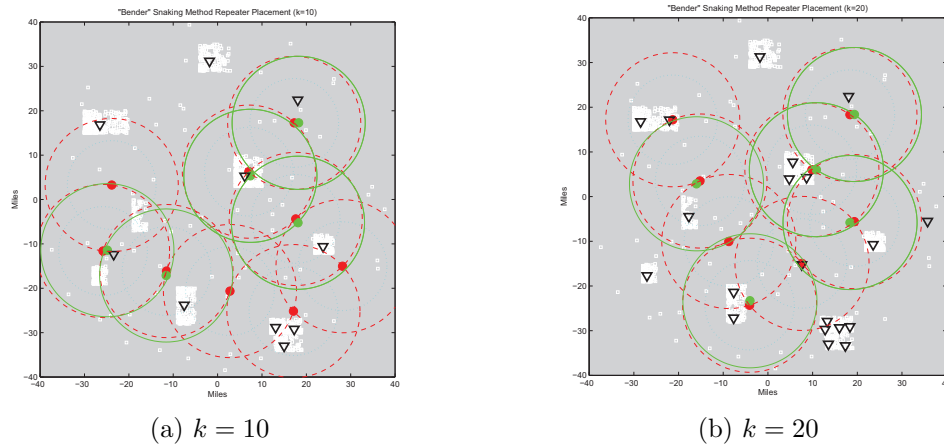 "Bender" Snaking Method Repeater Placement (k=10)
40
30
20
10
0
−10
−20
−30
−40
Miles
−40 −30 −20 −10 0 10 20 30 40
Miles
(a) k = 10
"Bender" Snaking Method Repeater Placement (k=20)
40
30
20
10
0
−10
−20
−30
−40
Miles
−40 −30 −20 −10 0 10 20 30 40
Miles
(b) k = 20